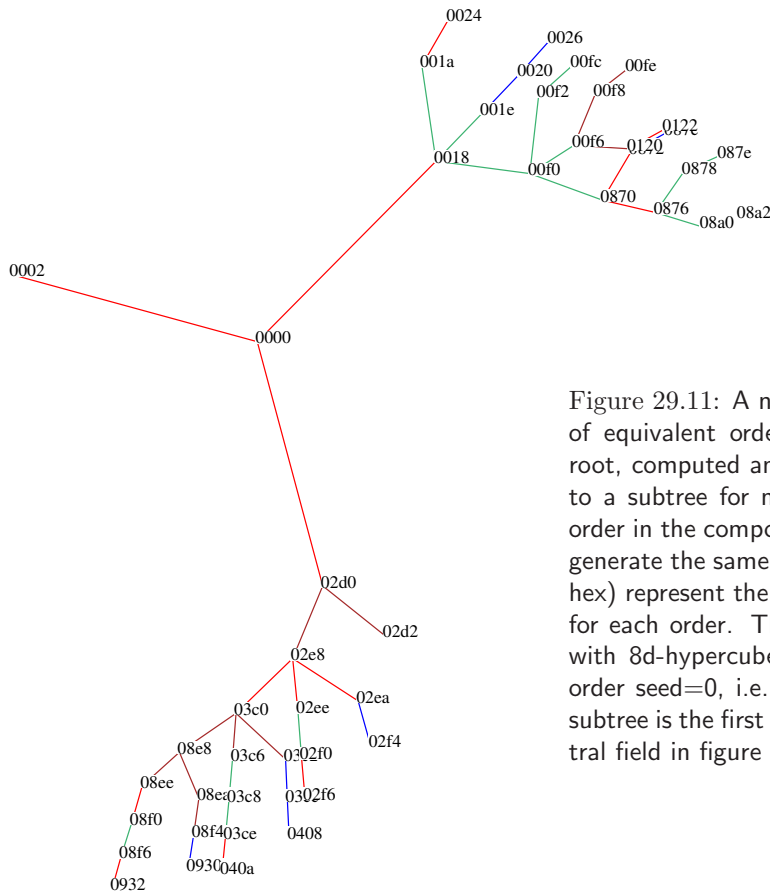 0024
0026
001a
0020
00fc
00fe
00f2
00f8
001e
0122
00f6
0120
087e
0018
00f0
0878
0870
0876
08a0
08a2
0002
0000
Figure 29.11: A m
of equivalent orde
root, computed an
to a subtree for m
order in the compo
generate the same
hex) represent the
for each order. T
with 8d-hypercube
order seed=0, i.e.
subtree is the first
tral field in figure
02d0
02d2
02e8
02ea
03c0
02ee
02f4
08e8
03c6
02f0
08ee
08ea
03c8
02f6
08f0
08f4
03ce
0408
08f6
0930
040a
0932